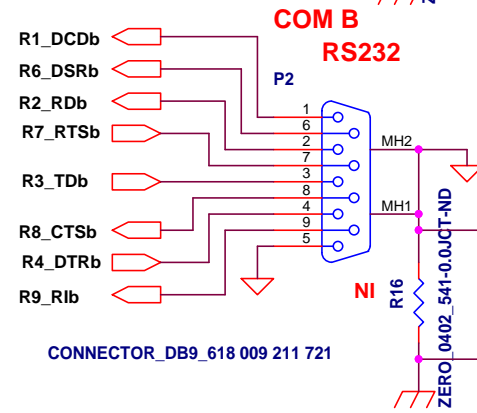 COM B
RS232
P2
R1_DCDb
R6_DSRb
R2_RDb
R7_RTSb
R3_TDb
R8_CTSb
R4_DTRb
R9_RIb
1
6
2
7
3
8
4
9
5
MH2
MH1
NI
R16
ZERO_0402_541-0.0JCT-ND
CONNECTOR_DB9_618 009 211 721